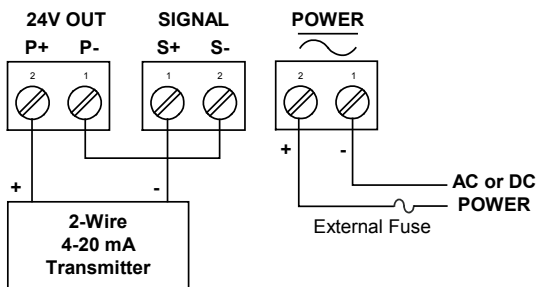 24V OUT SIGNAL POWER
P+ P- S+ S-
2 1 1 2 2 1
+ -
+ - AC or DC
POWER
External Fuse
2-Wire
4-20 mA
Transmitter